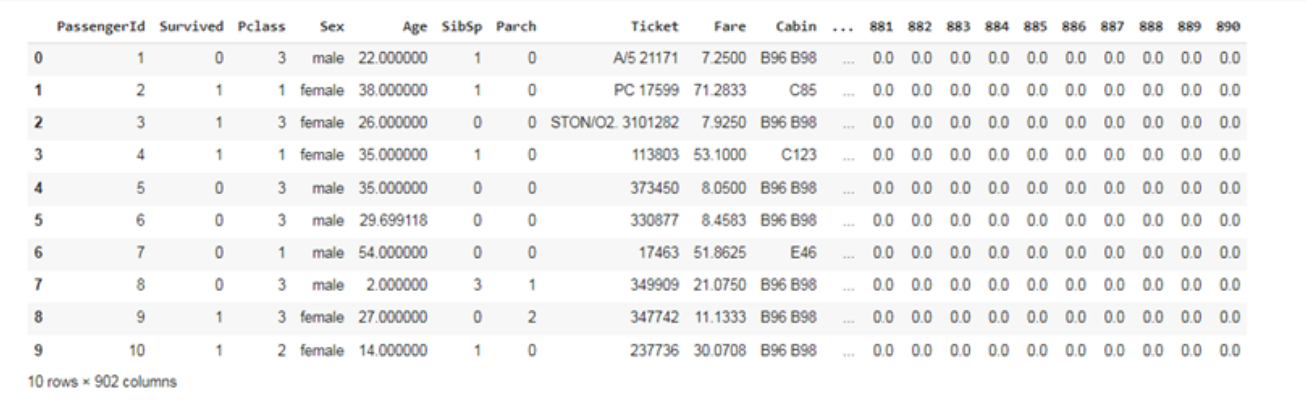 PassengerId Survived Pclass Sex Age SibSp Parch Ticket Fare Cabin ... 881 882 883 884 885 886 887 888 889 890
0 1 0 3 male 22.000000 1 0 A/5 21171 7.2500 B96 B98 ... 0.0 0.0 0.0 0.0 0.0 0.0 0.0 0.0 0.0 0.0
1 2 1 1 female 38.000000 1 0 PC 17599 71.2833 C85 ... 0.0 0.0 0.0 0.0 0.0 0.0 0.0 0.0 0.0 0.0
2 3 1 3 female 26.000000 0 0 STON/O2. 3101282 7.9250 B96 B98 ... 0.0 0.0 0.0 0.0 0.0 0.0 0.0 0.0 0.0 0.0
3 4 1 1 female 35.000000 1 0 113803 53.1000 C123 ... 0.0 0.0 0.0 0.0 0.0 0.0 0.0 0.0 0.0 0.0
4 5 0 3 male 35.000000 0 0 373450 8.0500 B96 B98 ... 0.0 0.0 0.0 0.0 0.0 0.0 0.0 0.0 0.0 0.0
5 6 0 3 male 29.699118 0 0 330877 8.4583 B96 B98 ... 0.0 0.0 0.0 0.0 0.0 0.0 0.0 0.0 0.0 0.0
6 7 0 1 male 54.000000 0 0 17463 51.8625 E46 ... 0.0 0.0 0.0 0.0 0.0 0.0 0.0 0.0 0.0 0.0
7 8 0 3 male 2.000000 3 1 349909 21.0750 B96 B98 ... 0.0 0.0 0.0 0.0 0.0 0.0 0.0 0.0 0.0 0.0
8 9 1 3 female 27.000000 0 2 347742 11.1333 B96 B98 ... 0.0 0.0 0.0 0.0 0.0 0.0 0.0 0.0 0.0 0.0
9 10 1 2 female 14.000000 1 0 237736 30.0708 B96 B98 ... 0.0 0.0 0.0 0.0 0.0 0.0 0.0 0.0 0.0 0.0
10 rows × 902 columns